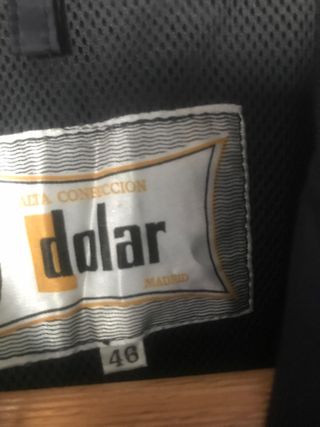 ALTA CONFECCION
dolar
MADRID
46